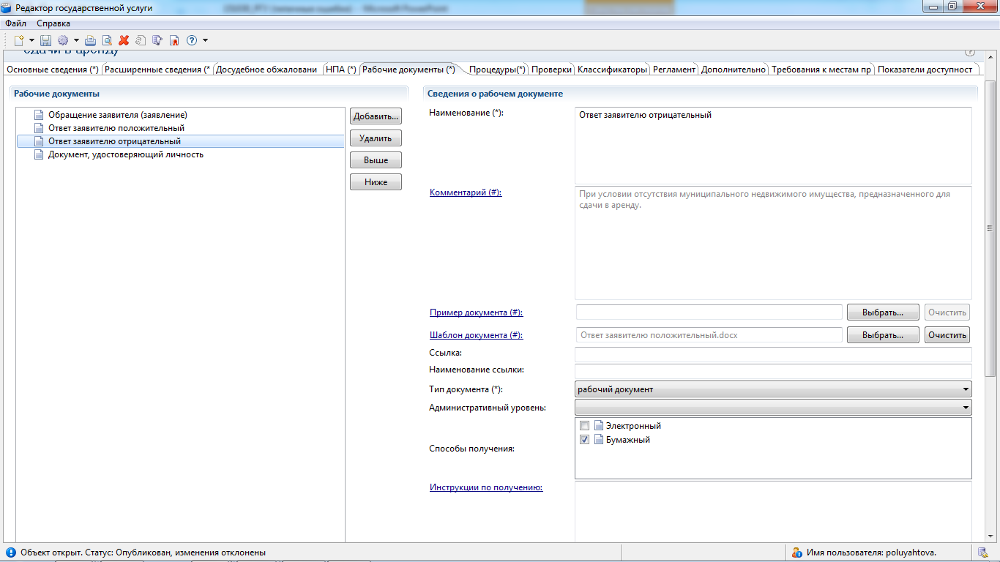 Редактор государственной услуги
Файл Справка
сдачи в аренду
Основные сведения (*) Расширенные сведения (* Досудебное обжаловани НПА (*) Рабочие документы (*) Процедуры(*) Проверки Классификаторы Регламент Дополнительно Требования к местам пр Показатели доступност
Рабочие документы
Обращение заявителя (заявление)
Ответ заявителю положительный
Ответ заявителю отрицательный
Документ, удостоверяющий личность
Добавить...
Удалить
Выше
Ниже
Сведения о рабочем документе
Наименование (*): Ответ заявителю отрицательный
Комментарий (#): При условии отсутствия муниципального недвижимого имущества, предназначенного для
сдачи в аренду.
Пример документа (#): Выбрать... Очистить
Шаблон документа (#): Ответ заявителю положительный.docx Выбрать... Очистить
Ссылка:
Наименование ссылки:
Тип документа (*): рабочий документ
Административный уровень:
Способы получения: Электронный
Бумажный
Инструкции по получению:
Объект открыт. Статус: Опубликован, изменения отклонены Имя пользователя: poluyahtova.